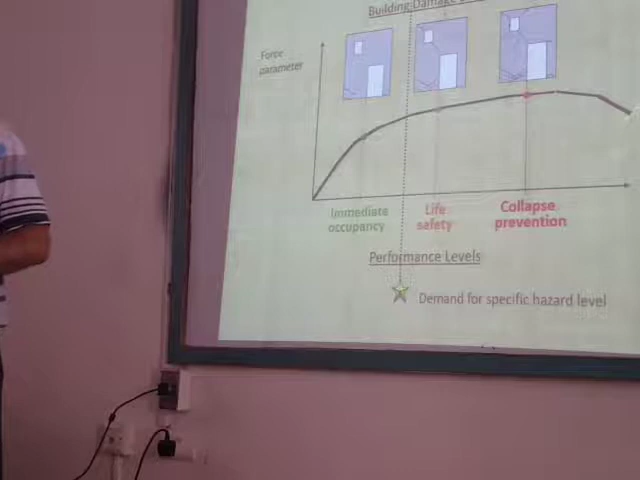 Building Damage
Force
parameter
Immediate
occupancy
Life
safety
Collapse
prevention
Performance Levels
Demand for specific hazard level